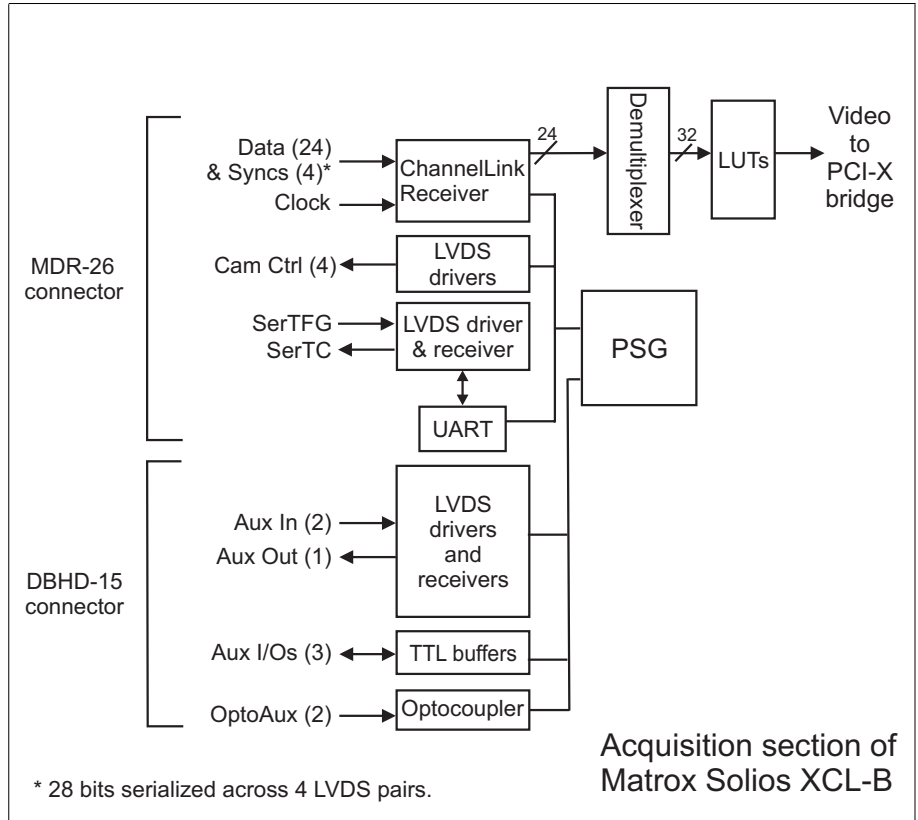 Data (24)
& Syncs (4)*
Clock
ChannelLink
Receiver
24
Demultiplexer
32
LUTs
Video
to
PCI-X
bridge
MDR-26
connector
Cam Ctrl (4)
LVDS
drivers
SerTFG
SerTC
LVDS driver
& receiver
UART
PSG
DBHD-15
connector
Aux In (2)
Aux Out (1)
LVDS
drivers
and
receivers
Aux I/Os (3)
TTL buffers
OptoAux (2)
Optocoupler
Acquisition section of
Matrox Solios XCL-B
* 28 bits serialized across 4 LVDS pairs.